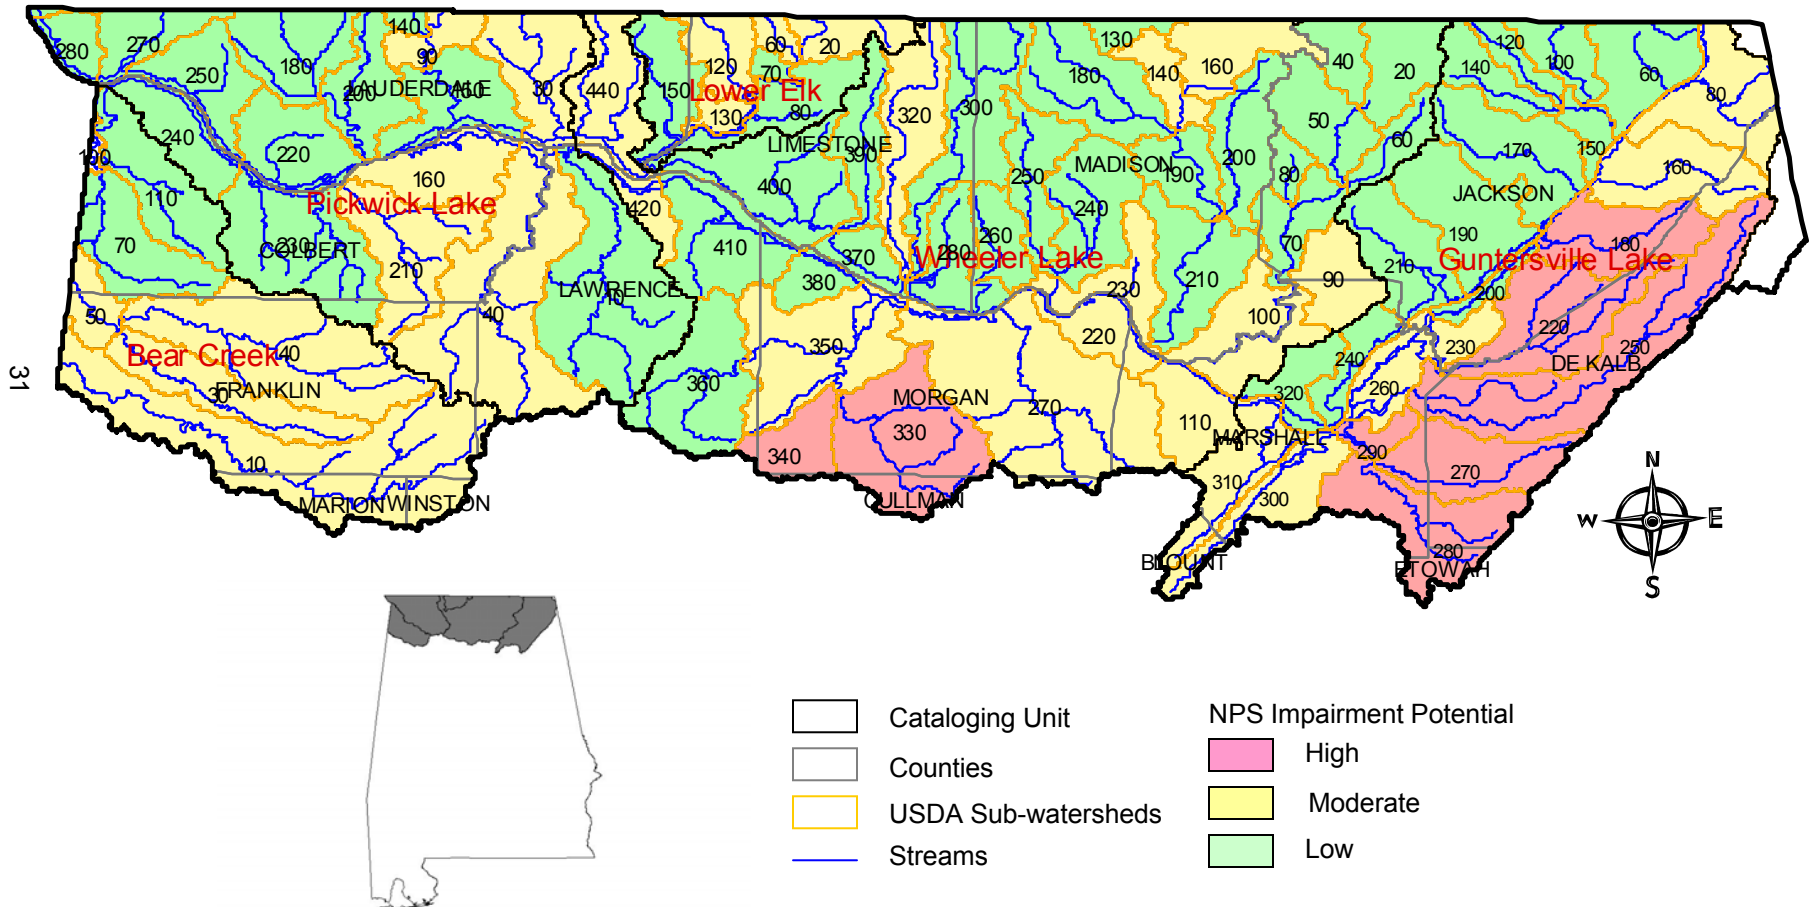 280
270
250
180
200
LAUDERDALE
160
140
90
30
440
150
120
60
20
70
Lower Elk
130
80
320
300
180
130
140
160
40
20
140
120
100
60
80
240
220
100
110
70
160
Pickwick Lake
COLBERT
230
210
LIMESTONE
390
400
420
410
370
380
250
MADISON
190
200
240
260
280
Wheeler Lake
50
60
80
70
90
210
230
100
170
150
160
JACKSON
190
180
Guntersville Lake
210
200
LAWRENCE
10
40
50
Bear Creek
40
FRANKLIN
30
10
MARION
WINSTON
350
360
340
MORGAN
330
CULLMAN
270
220
110
240
230
220
250
DE KALB
260
320
MARSHALL
290
270
310
300
BLOUNT
280
ETOWAH
31
N
W
E
S
Cataloging Unit
Counties
USDA Sub-watersheds
Streams
NPS Impairment Potential
High
Moderate
Low